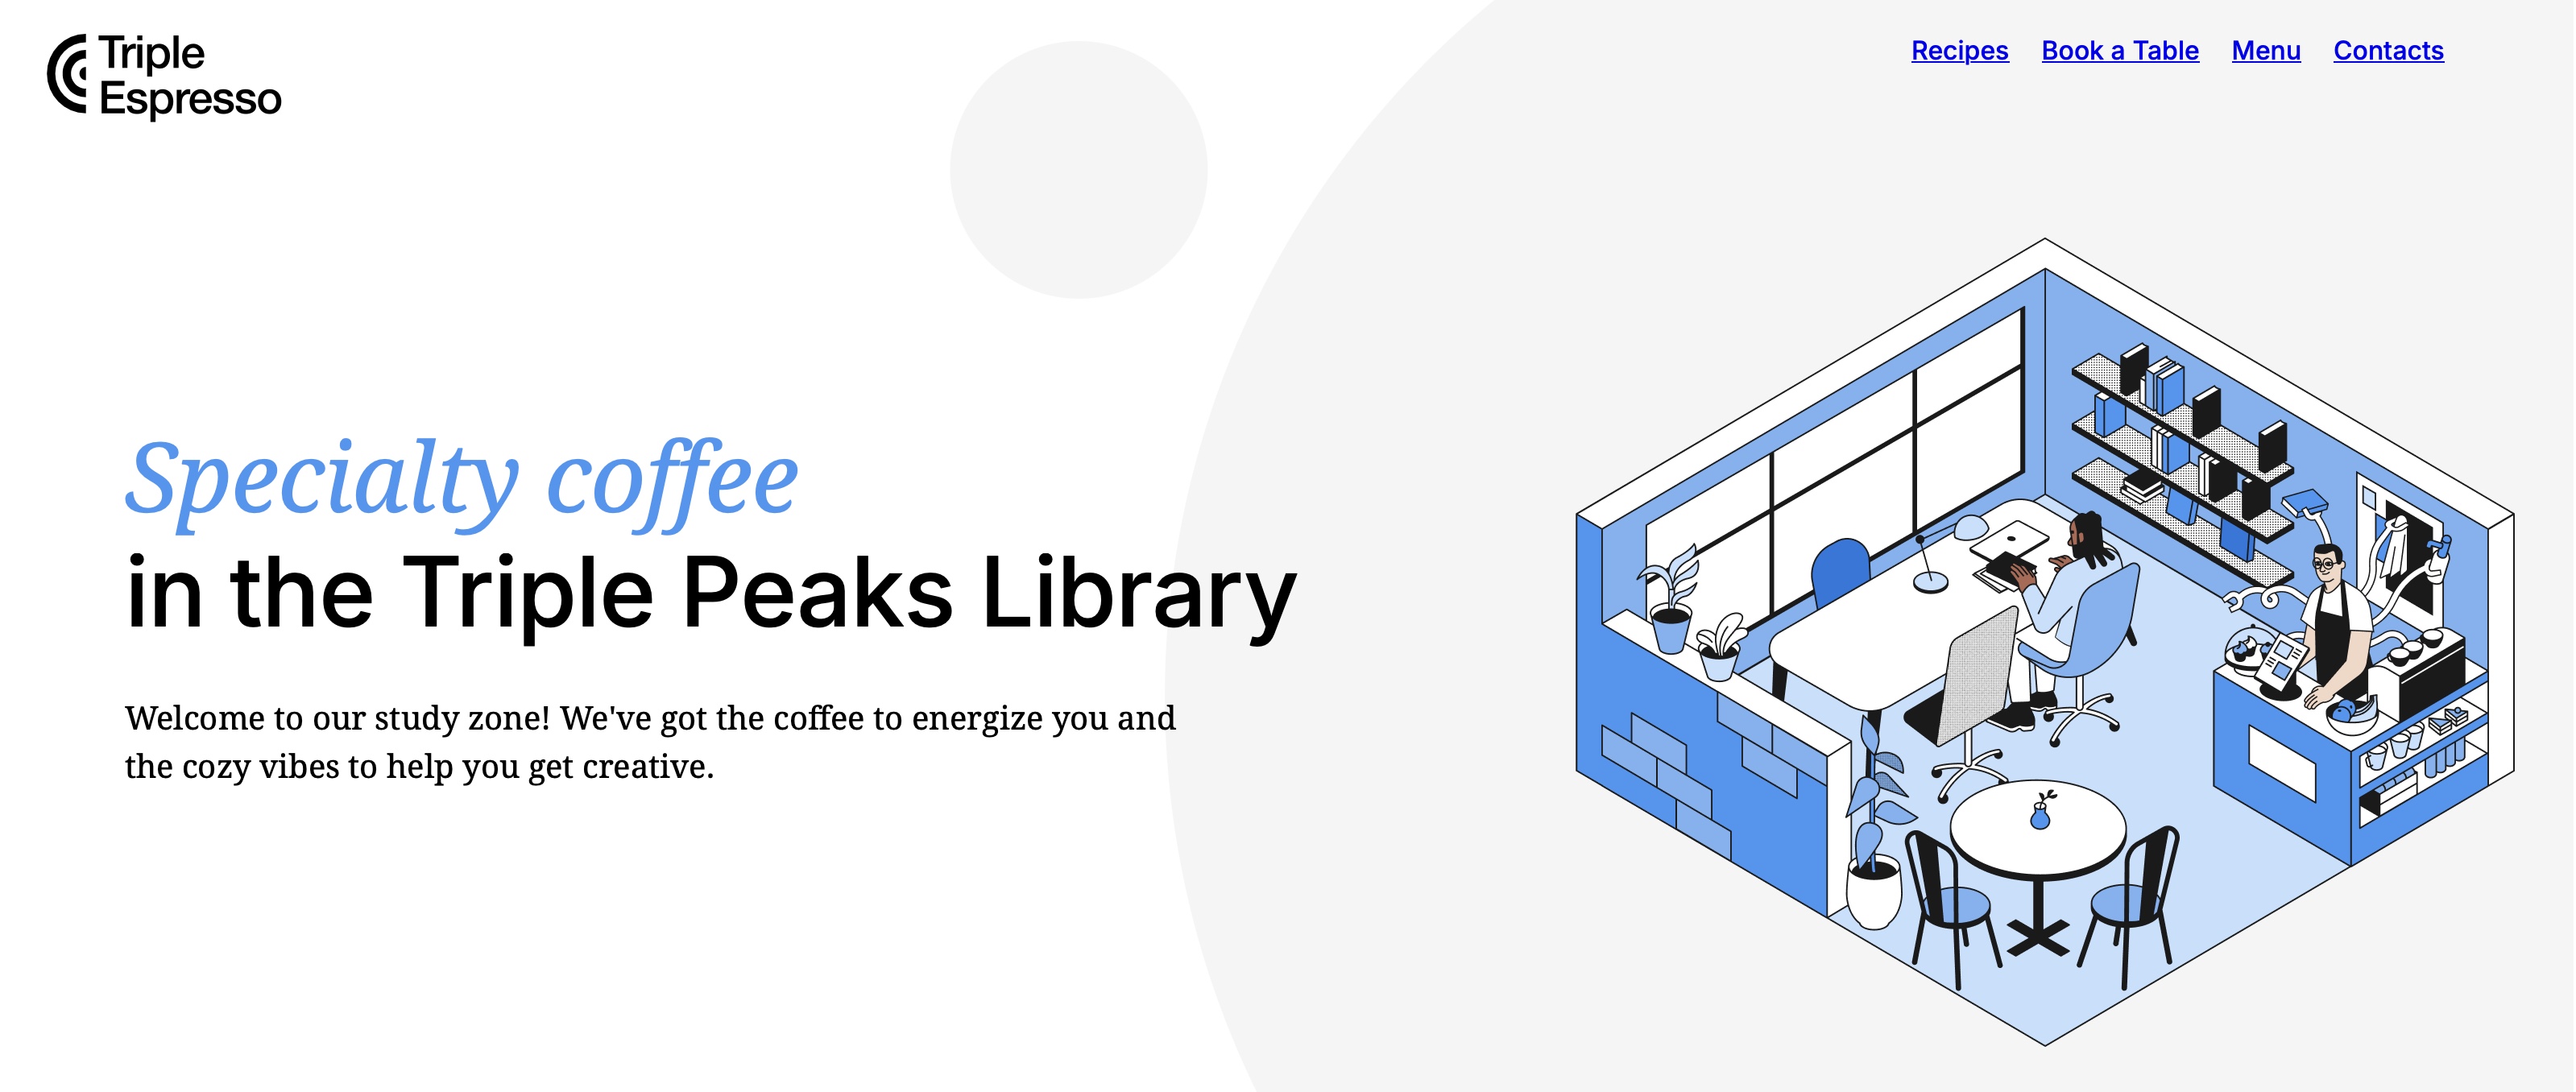 Triple
Espresso
Recipes Book a Table Menu Contacts
Specialty coffee
in the Triple Peaks Library
Welcome to our study zone! We've got the coffee to energize you and
the cozy vibes to help you get creative.